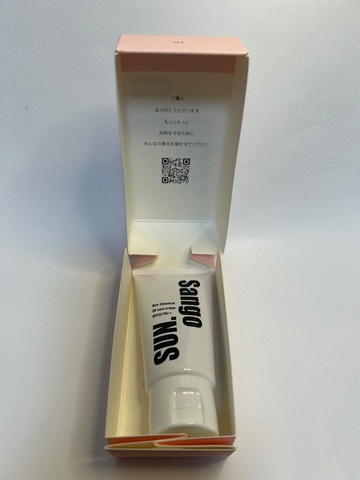 ご購入
ありがとうございます
もっともっと
自然を守るために
みんなの意見を聞かせてください
Sango
SUN.
Non Chemical
UV care cream
SPF32/PA++